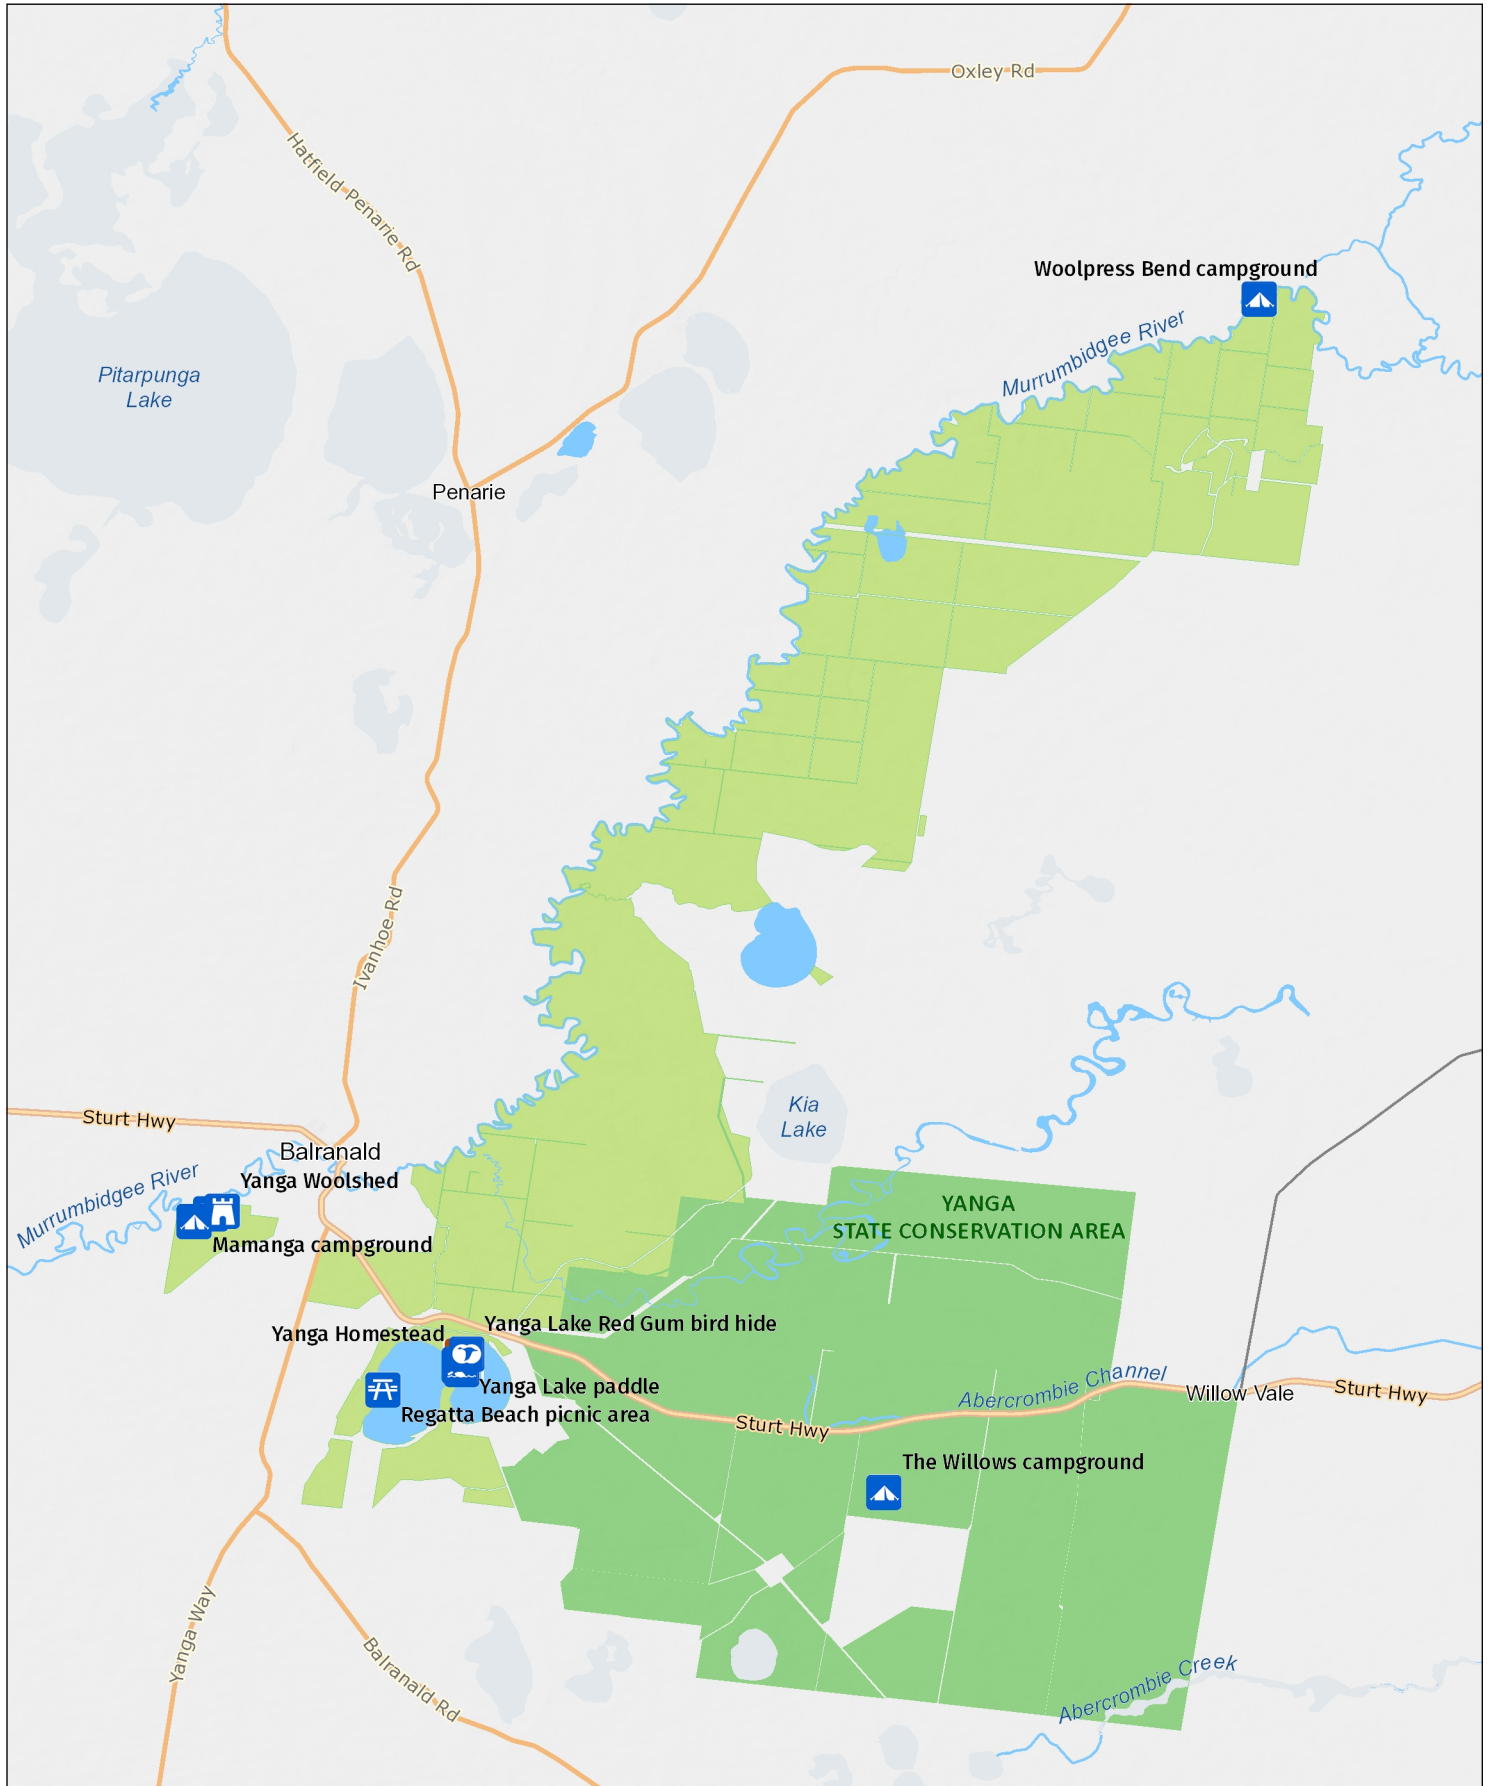 Oxley Rd
Hatfield Penarie Rd
Woolpress Bend campground
Murrumbidgee River
Pitarpunga
Lake
Penarie
Ivanhoe Rd
Kia
Lake
Sturt Hwy
Balranald
Murrumbidgee River
Yanga Woolshed
Mamanga campground
YANGA
STATE CONSERVATION AREA
Yanga Lake Red Gum bird hide
Yanga Homestead
Yanga Lake paddle
Regatta Beach picnic area
Abercrombie Channel
Willow Vale
Sturt Hwy
Sturt Hwy
The Willows campground
Yanga Way
Balranald Rd
Abercrombie Creek